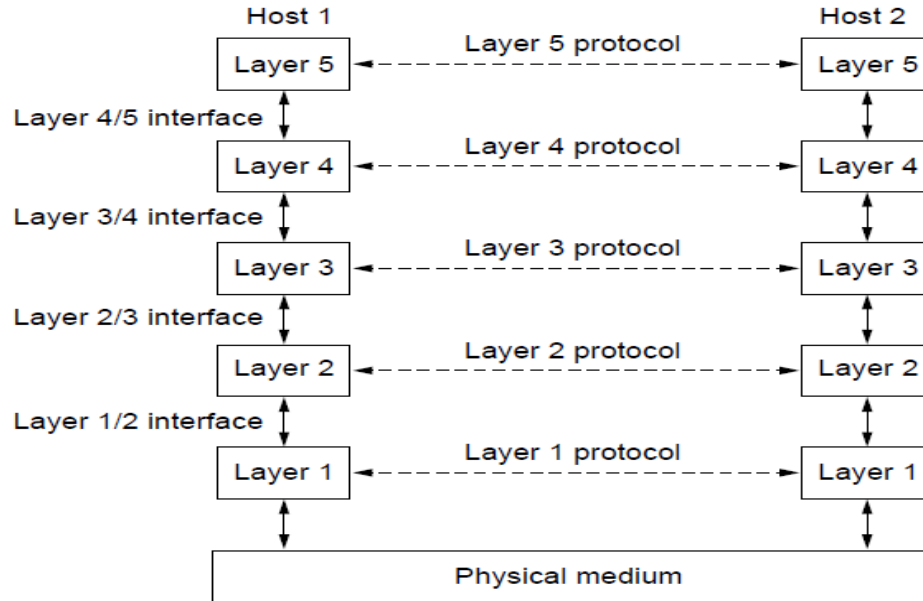 Host 1
Host 2
Layer 5
Layer 5 protocol
Layer 5
Layer 4/5 interface
Layer 4
Layer 4 protocol
Layer 4
Layer 3/4 interface
Layer 3
Layer 3 protocol
Layer 3
Layer 2/3 interface
Layer 2
Layer 2 protocol
Layer 2
Layer 1/2 interface
Layer 1
Layer 1 protocol
Layer 1
Physical medium